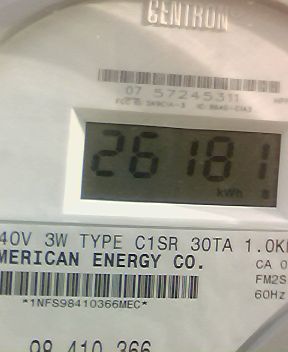 CENTRON
07 57245311
26181
kWh
40V 3W TYPE C1SR 30TA 1.0K
MERICAN ENERGY CO.
CA 0
FM2S
*1NFS98410366MEC*
60Hz
98 410 366